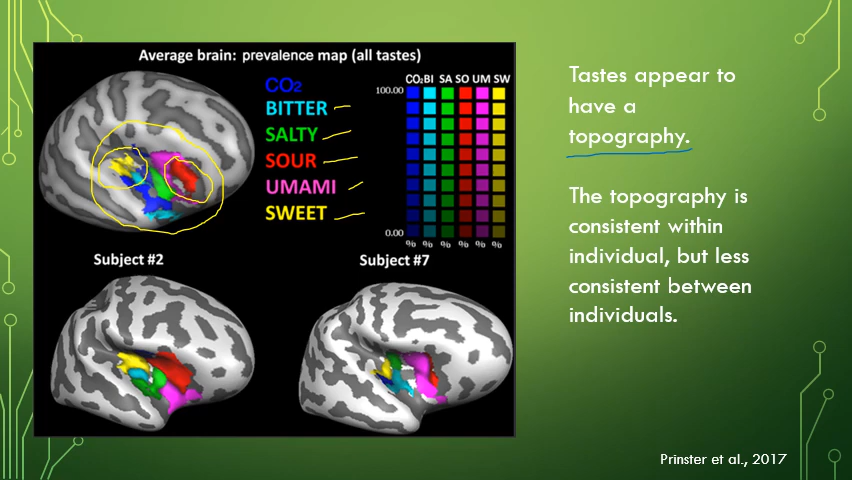 Average brain: prevalence map (all tastes)
CO₂
BITTER
SALTY
SOUR
UMAMI
SWEET
CO₂ BI SA SO UM SW
100.00
0.00
% % % % % %
Subject #2
Subject #7
Tastes appear to
have a
topography.
The topography is
consistent within
individual, but less
consistent between
individuals.
Prinster et al., 2017